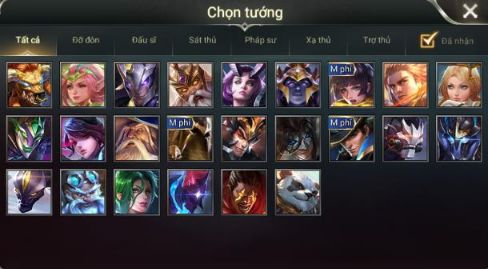 Chọn tướng
Tất cả Đỡ đòn Đấu sĩ Sát thủ Pháp sư Xạ thủ Trợ thủ Đã nhận
M phí
M phí M phí